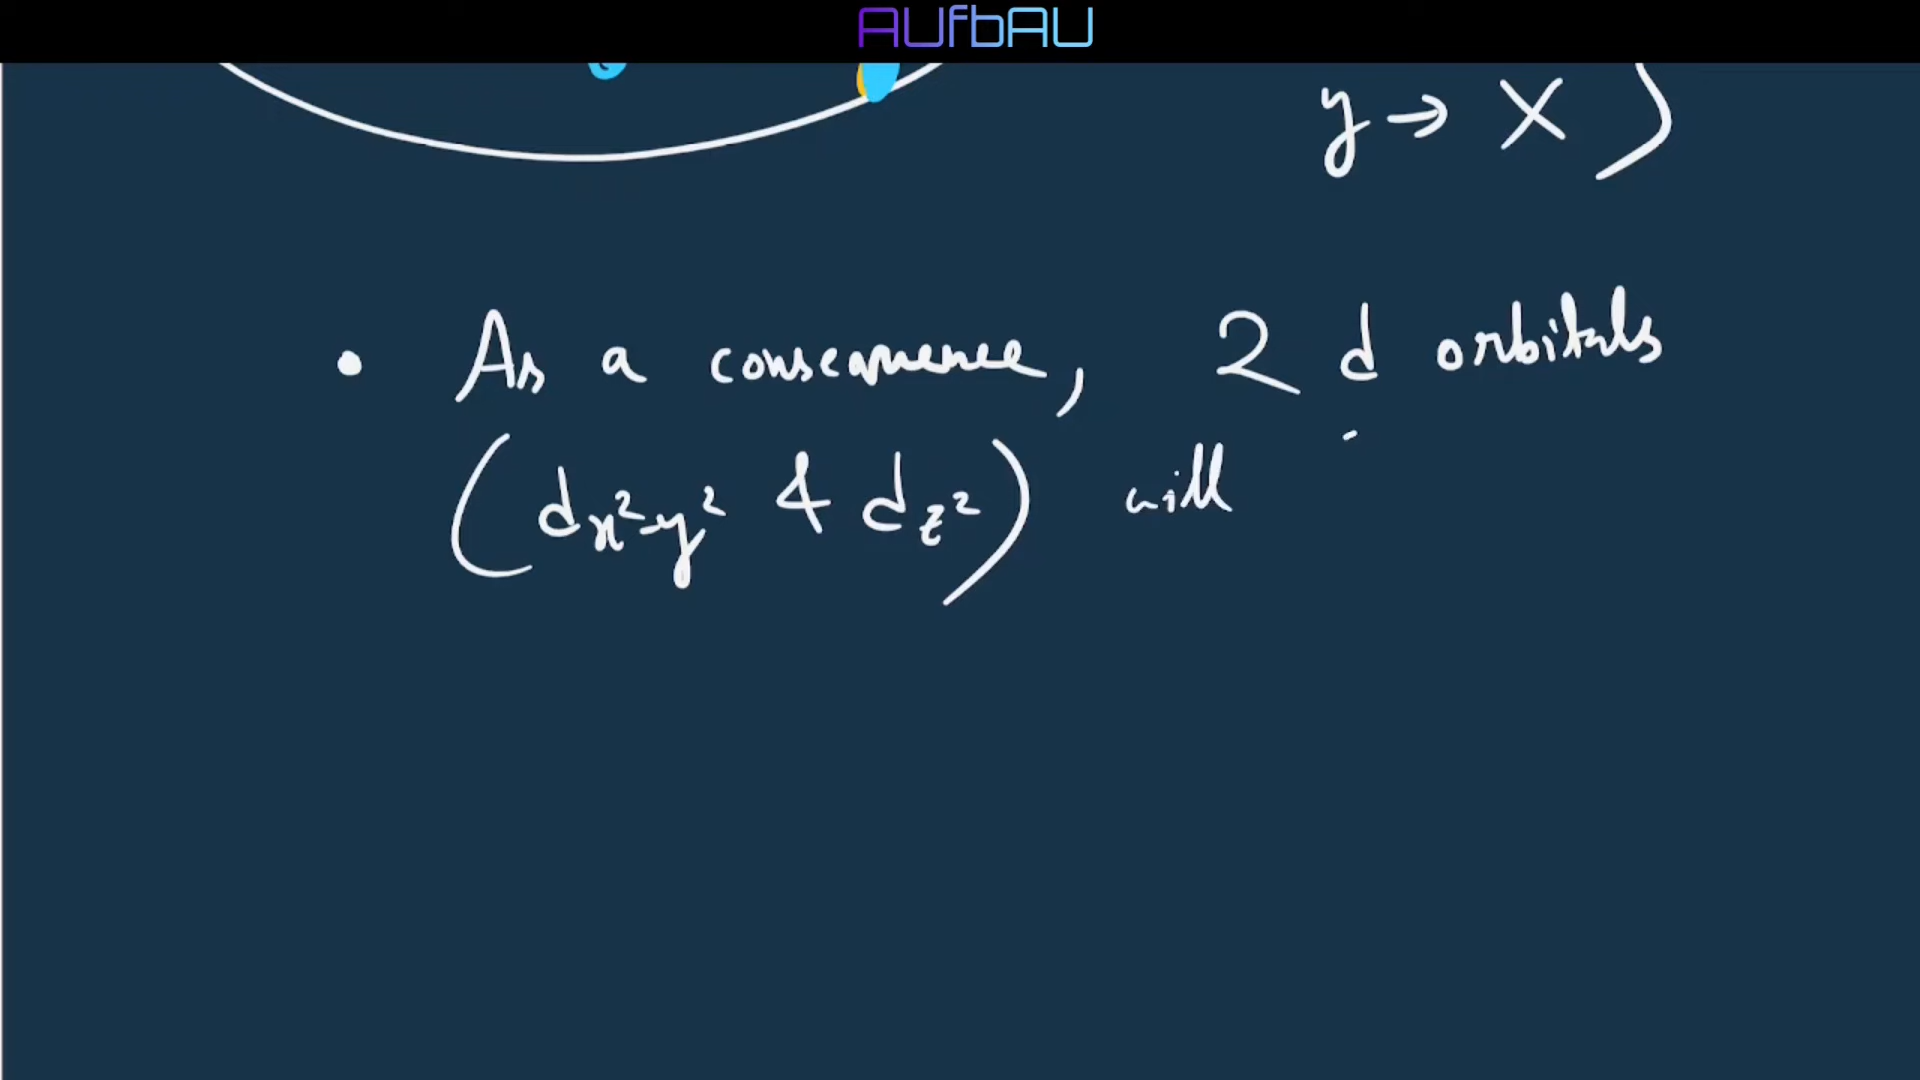 AUfbAU
y → X )
• As a consequence, 2 d orbitals
(dx²-y² & dz²) will